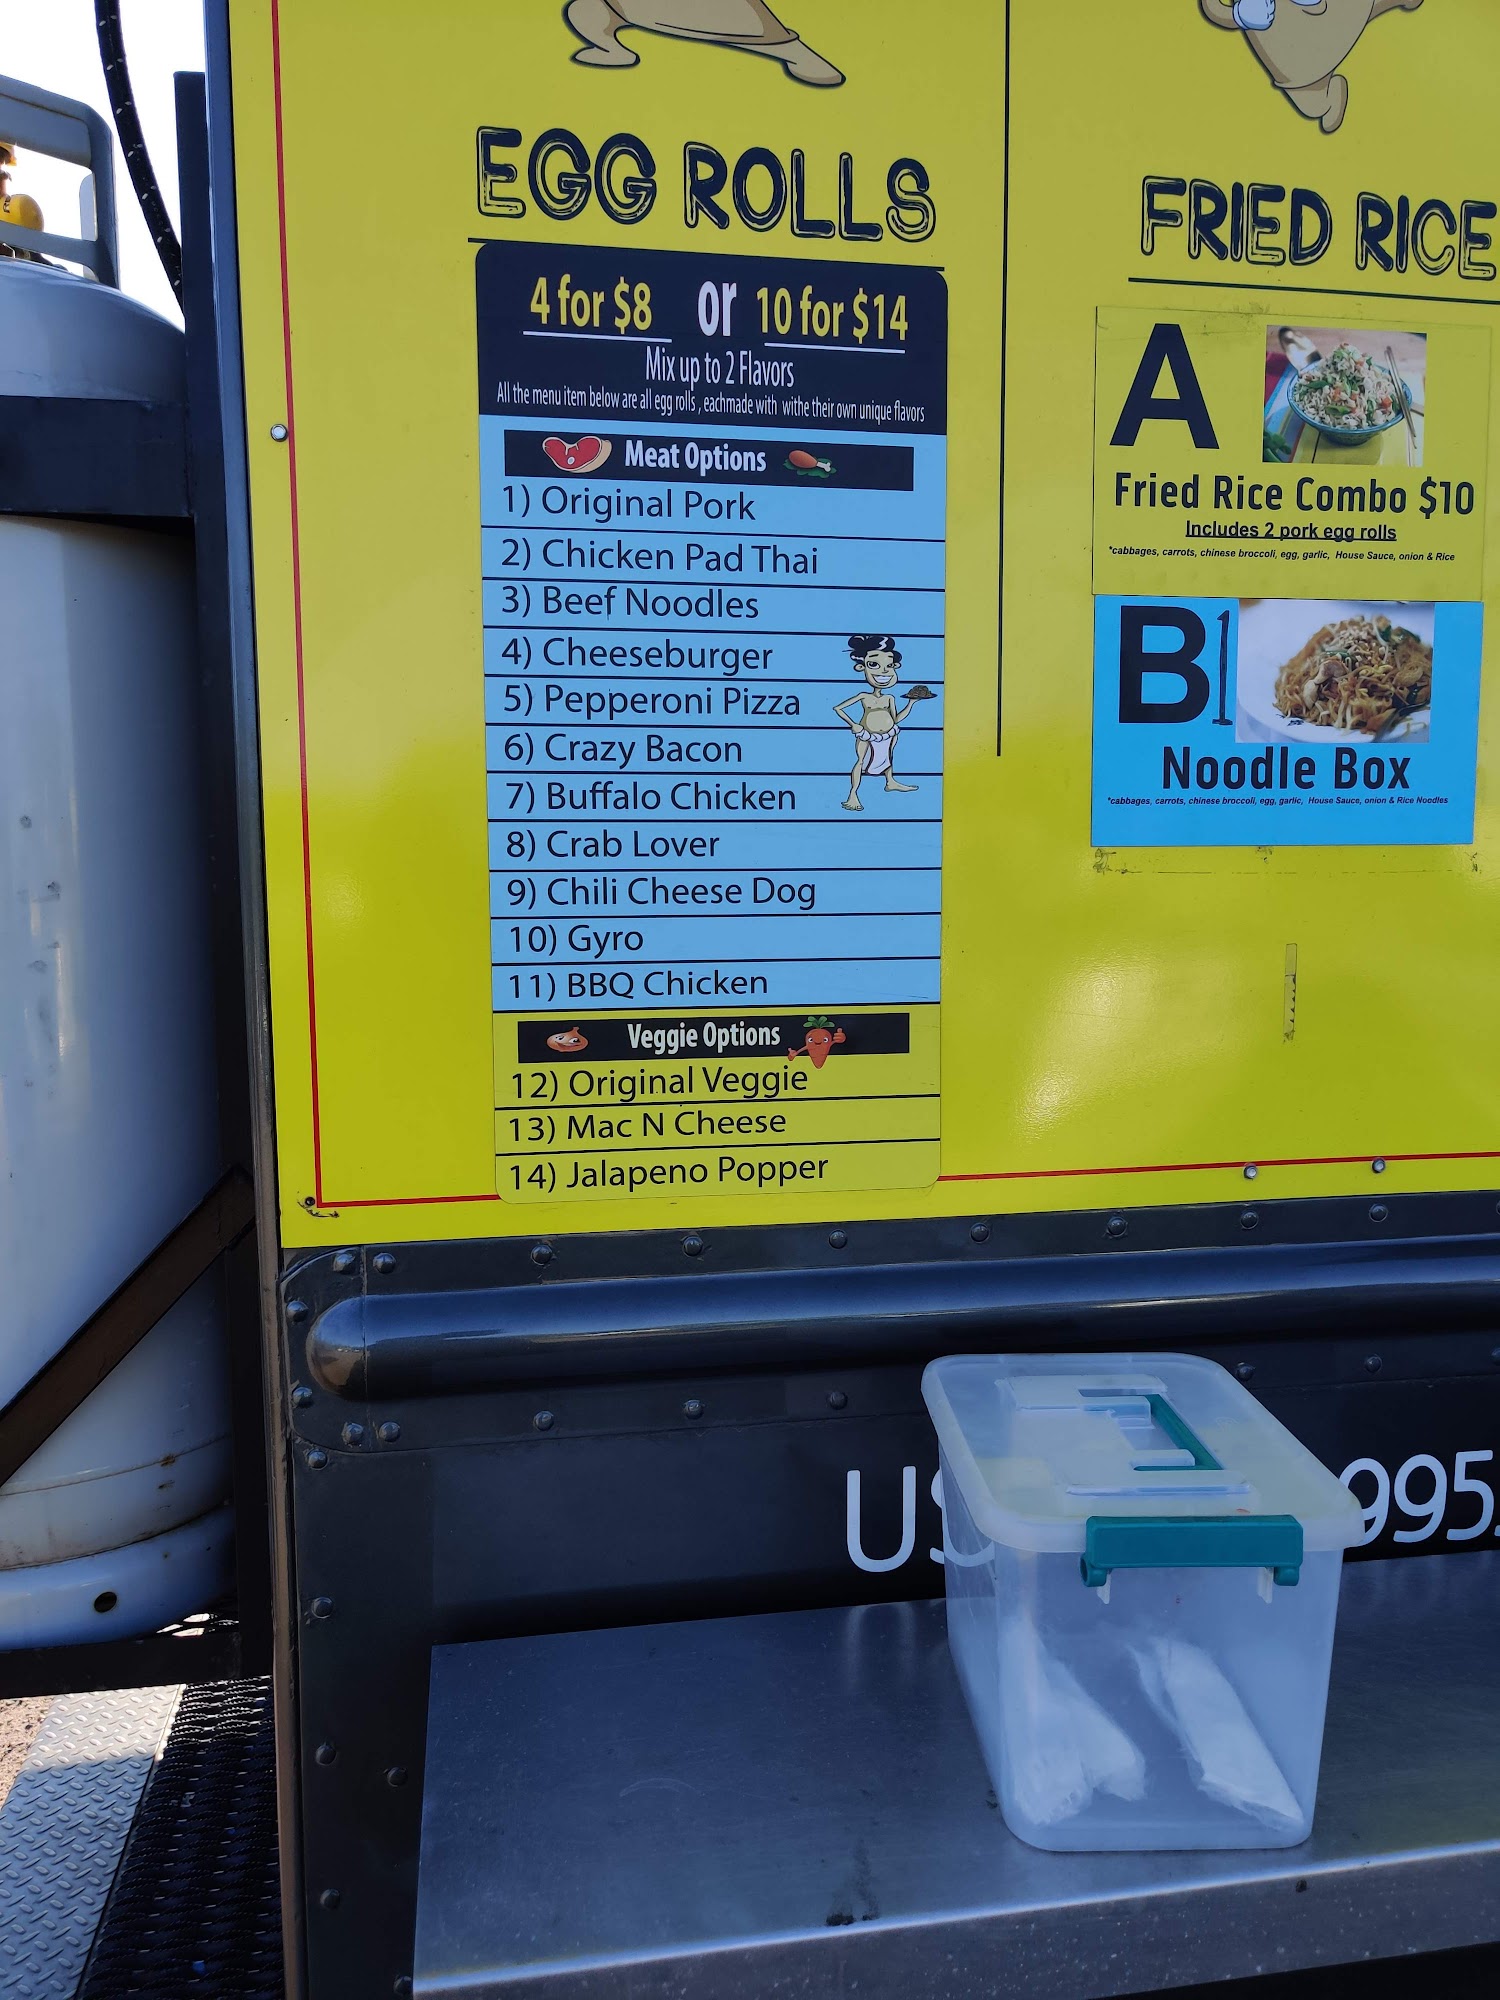 EGG ROLLS
4 for $8 or 10 for $14
Mix up to 2 Flavors
All the menu item below are all egg rolls , eachmade with withe their own unique flavors
Meat Options
1) Original Pork
2) Chicken Pad Thai
3) Beef Noodles
4) Cheeseburger
5) Pepperoni Pizza
6) Crazy Bacon
7) Buffalo Chicken
8) Crab Lover
9) Chili Cheese Dog
10) Gyro
11) BBQ Chicken
Veggie Options
12) Original Veggie
13) Mac N Cheese
14) Jalapeno Popper
FRIED RICE
A
Fried Rice Combo $10
Includes 2 pork egg rolls
*cabbages, carrots, chinese broccoli, egg, garlic, House Sauce, onion & Rice
B1
Noodle Box
*cabbages, carrots, chinese broccoli, egg, garlic, House Sauce, onion & Rice Noodles
US
995